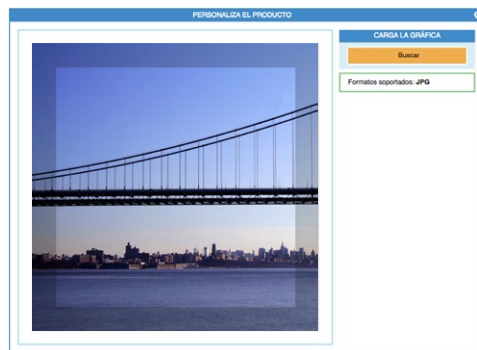 PERSONALIZA EL PRODUCTO
CARGA LA GRÁFICA
Buscar
Formatos soportados: JPG